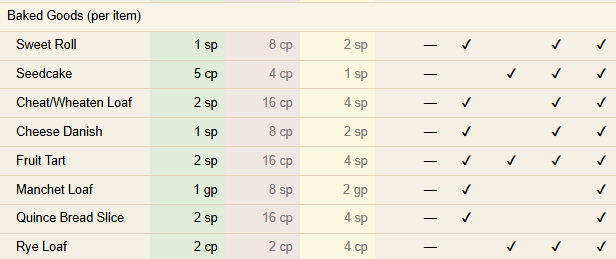 Baked Goods (per item)
Sweet Roll 1 sp 8 cp 2 sp — ✓ ✓ ✓
Seedcake 5 cp 4 cp 1 sp — ✓ ✓ ✓
Cheat/Wheaten Loaf 2 sp 16 cp 4 sp — ✓ ✓ ✓
Cheese Danish 1 sp 8 cp 2 sp — ✓ ✓ ✓
Fruit Tart 2 sp 16 cp 4 sp — ✓ ✓ ✓ ✓
Manchet Loaf 1 gp 8 sp 2 gp — ✓ ✓
Quince Bread Slice 2 sp 16 cp 4 sp — ✓ ✓
Rye Loaf 2 cp 2 cp 4 cp — ✓ ✓ ✓